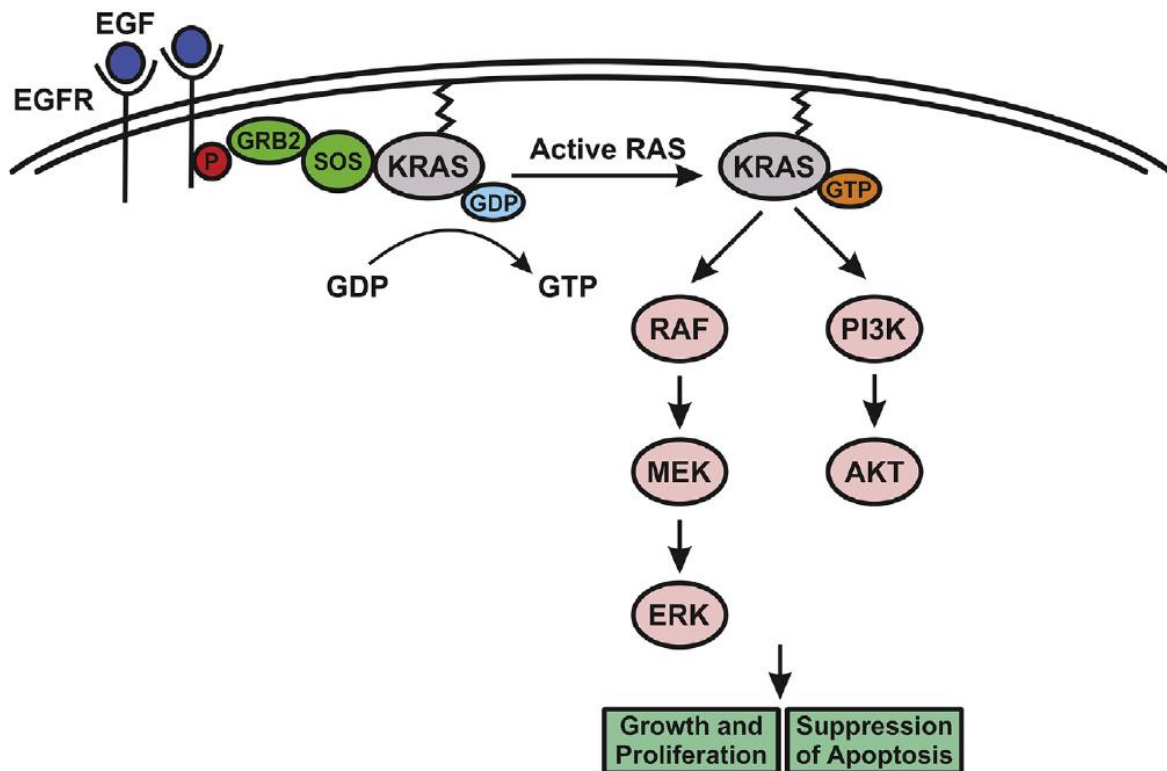 EGF
EGFR
P
GRB2
SOS
KRAS
GDP
Active RAS
KRAS
GTP
GDP
GTP
RAF
PI3K
MEK
AKT
ERK
Growth and
Proliferation
Suppression
of Apoptosis